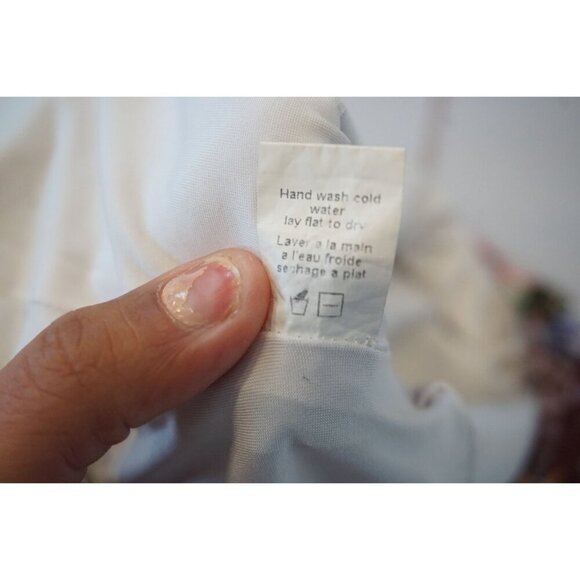 Hand wash cold
water
lay flat to dry
Laver a la main
a l'eau froide
sechage a plat